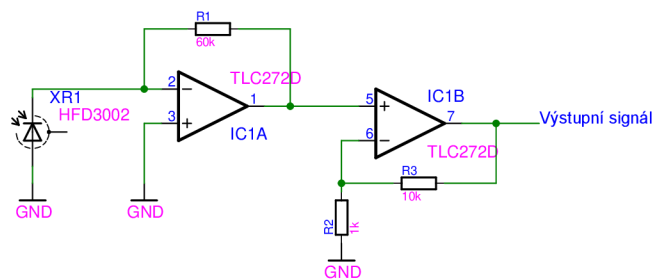 R1
60k
TLC272D
2
1
3
IC1A
XR1
HFD3002
GND
GND
IC1B
5
7
6
TLC272D
Výstupní signál
R3
10k
R2
1k
GND